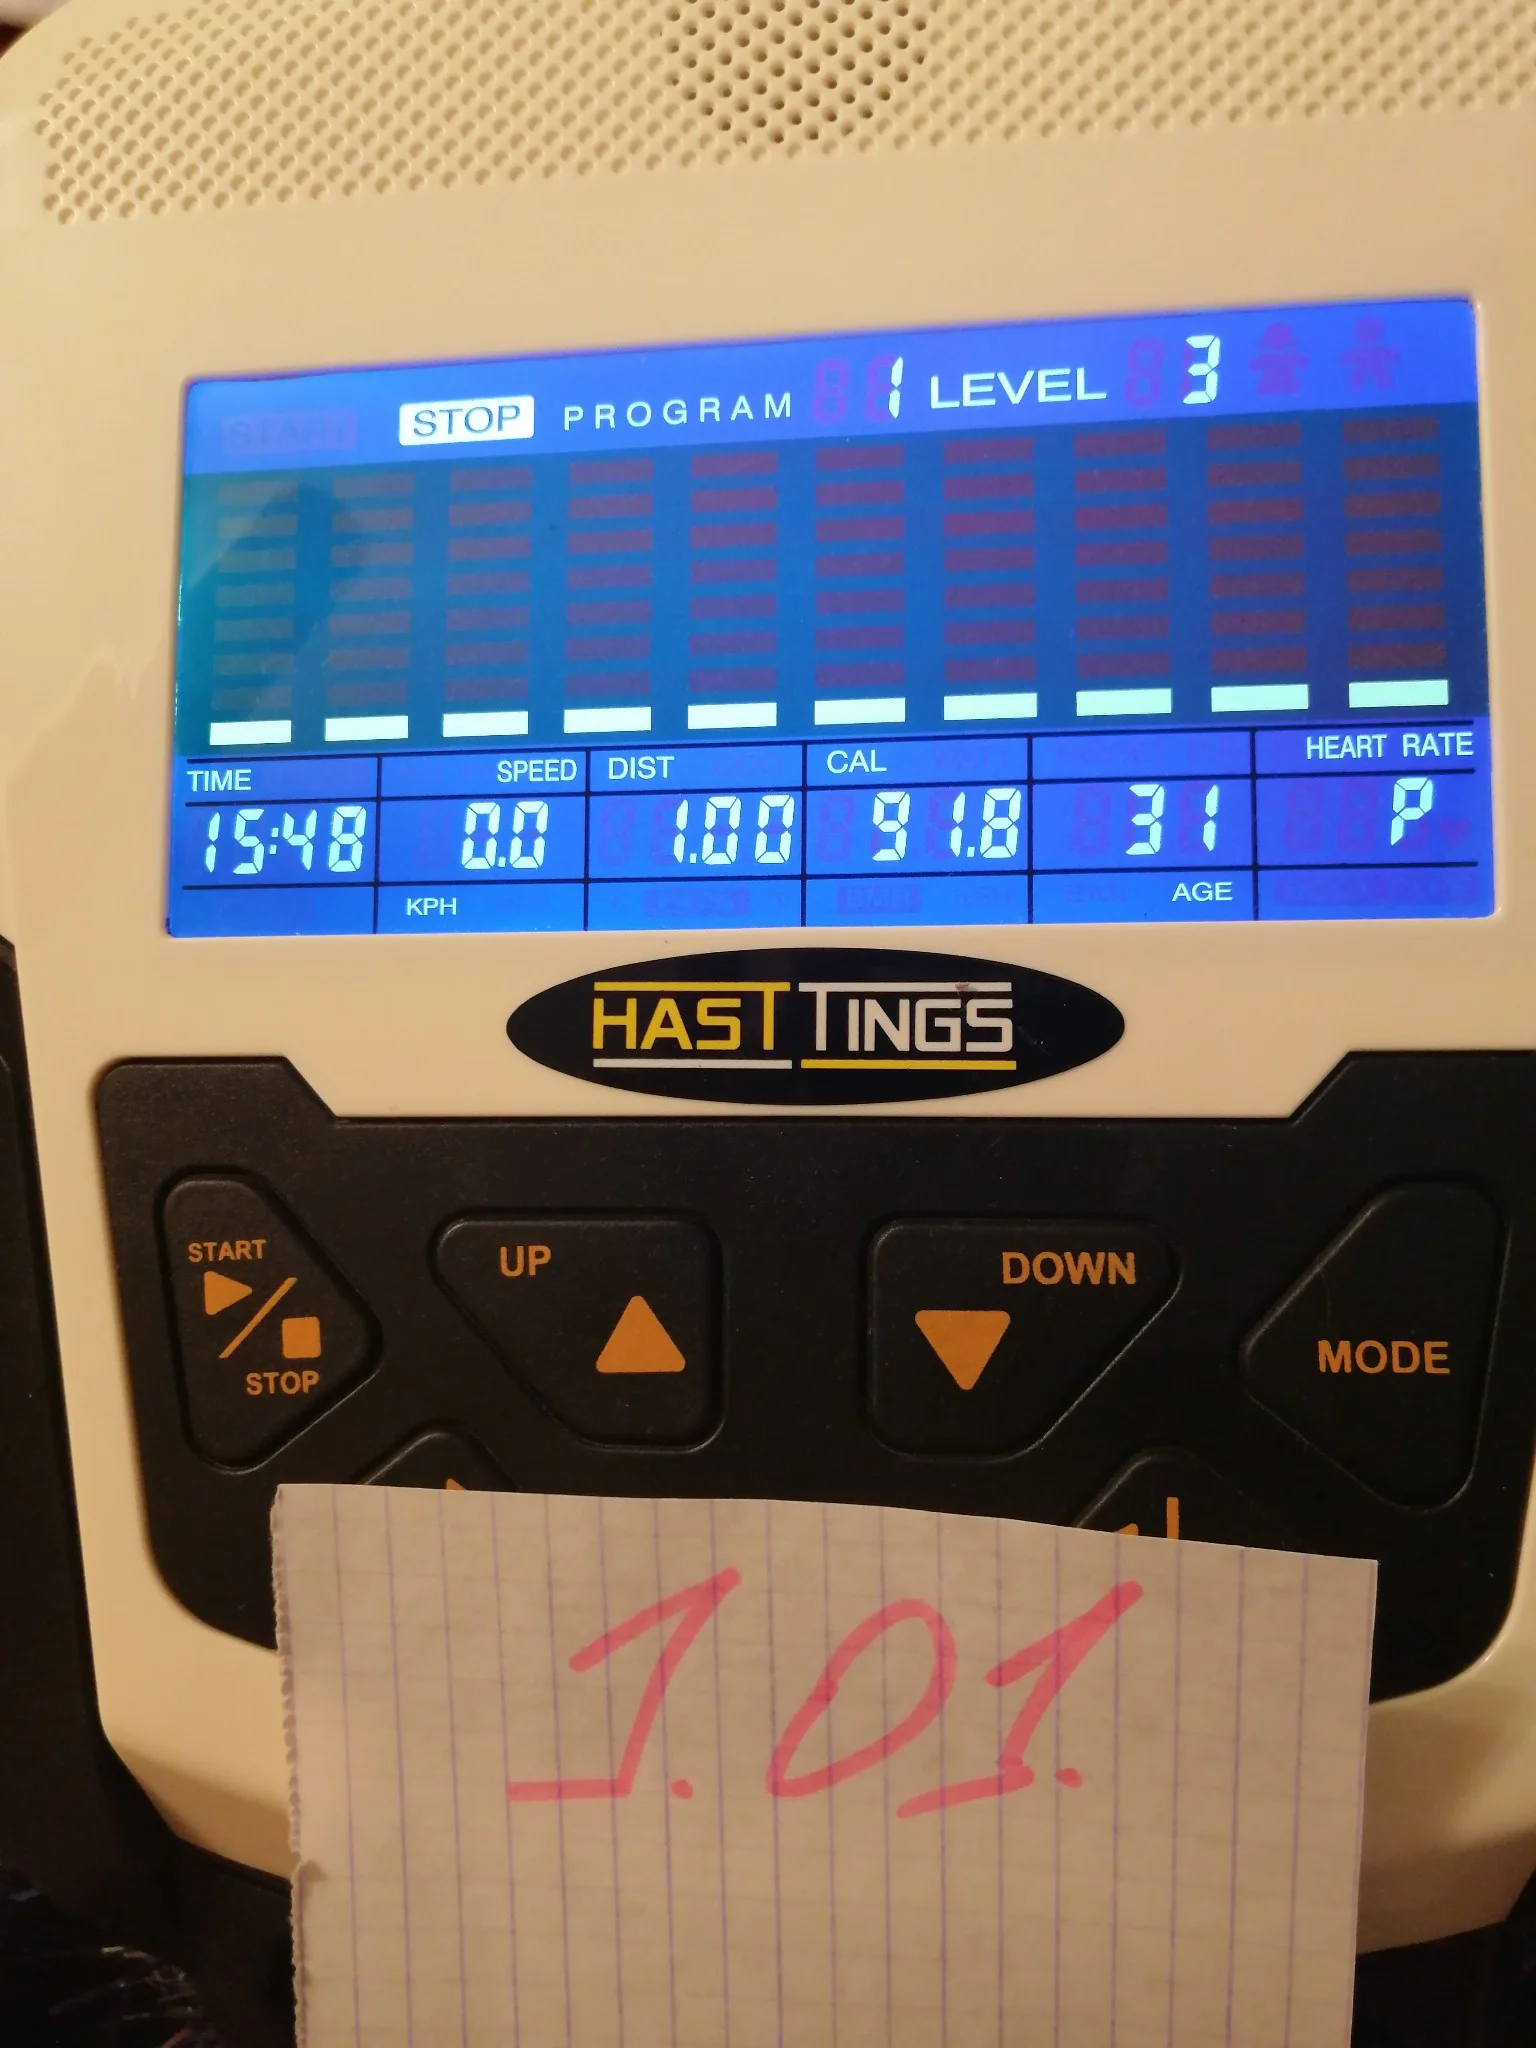 START
STOP PROGRAM 1 LEVEL 3
TIME SPEED DIST CAL HEART RATE
15:48 0.0 1.00 91.8 31 P
KPH AGE
HASTTINGS
START
STOP
UP
DOWN
MODE
1.01.